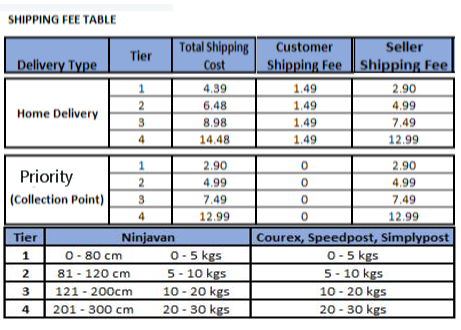 SHIPPING FEE TABLE
Delivery Type Tier Total Shipping Cost Customer Shipping Fee Seller Shipping Fee
Home Delivery
1 4.39 1.49 2.90
2 6.48 1.49 4.99
3 8.98 1.49 7.49
4 14.48 1.49 12.99
Priority
(Collection Point)
1 2.90 0 2.90
2 4.99 0 4.99
3 7.49 0 7.49
4 12.99 0 12.99
Tier Ninjavan Courex, Speedpost, Simplypost
1 0 - 80 cm 0 - 5 kgs 0 - 5 kgs
2 81 - 120 cm 5 - 10 kgs 5 - 10 kgs
3 121 - 200cm 10 - 20 kgs 10 - 20 kgs
4 201 - 300 cm 20 - 30 kgs 20 - 30 kgs